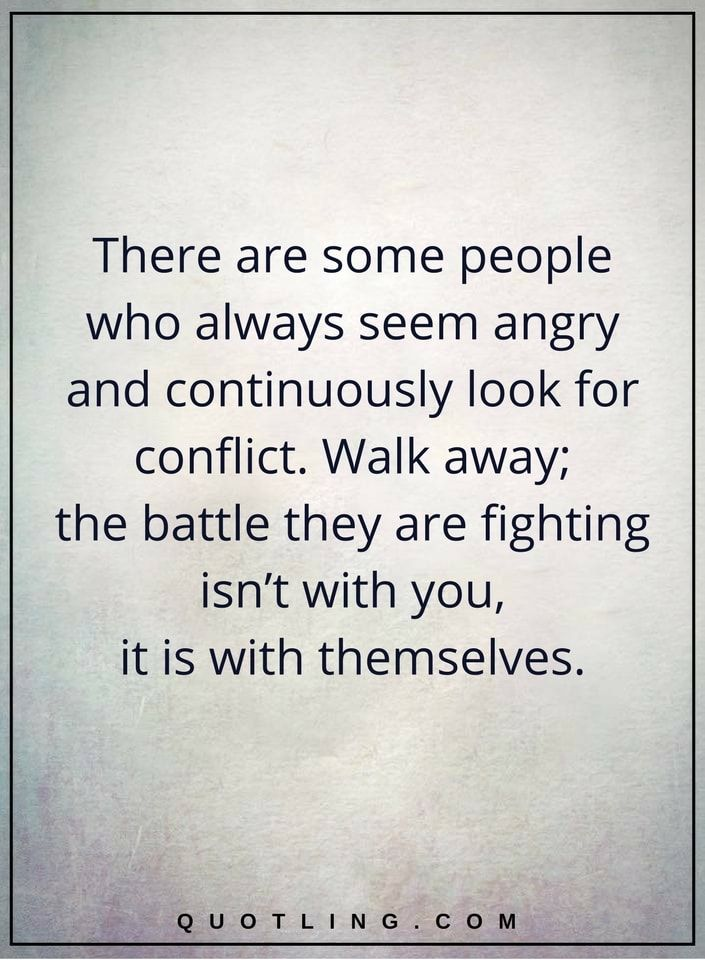 There are some people
who always seem angry
and continuously look for
conflict. Walk away;
the battle they are fighting
isn’t with you,
it is with themselves.
QUOTLING.COM